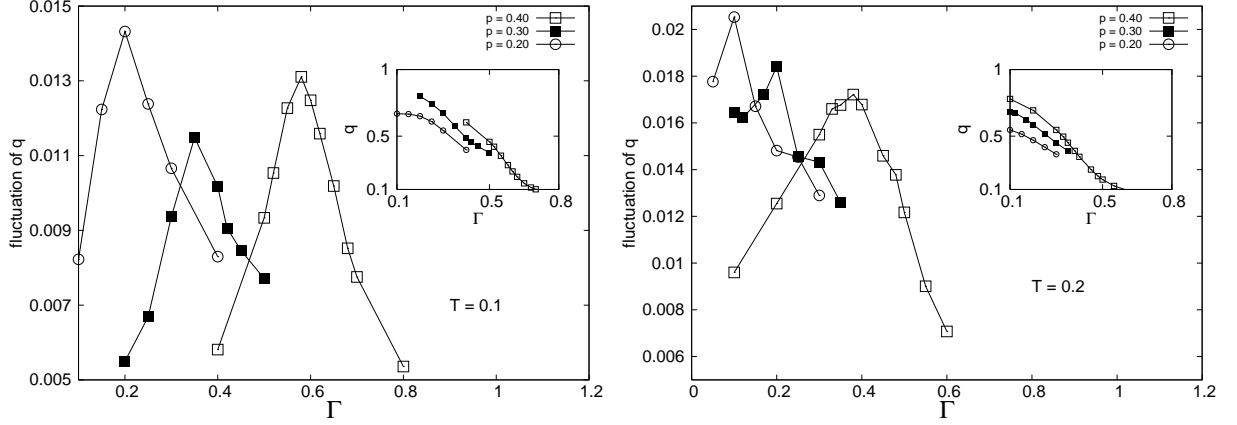 0.015
0.013
0.011
0.009
0.007
0.005
fluctuation of q
0.2
0.4
0.6
0.8
1
1.2
Γ
p = 0.40
p = 0.30
p = 0.20
1
0.5
0.1
q
0.1
0.5
0.8
Γ
T = 0.1
0.02
0.018
0.016
0.014
0.012
0.01
0.008
0.006
fluctuation of q
0
0.2
0.4
0.6
0.8
1
1.2
Γ
p = 0.40
p = 0.30
p = 0.20
1
0.5
0.1
q
0.1
0.5
0.8
Γ
T = 0.2